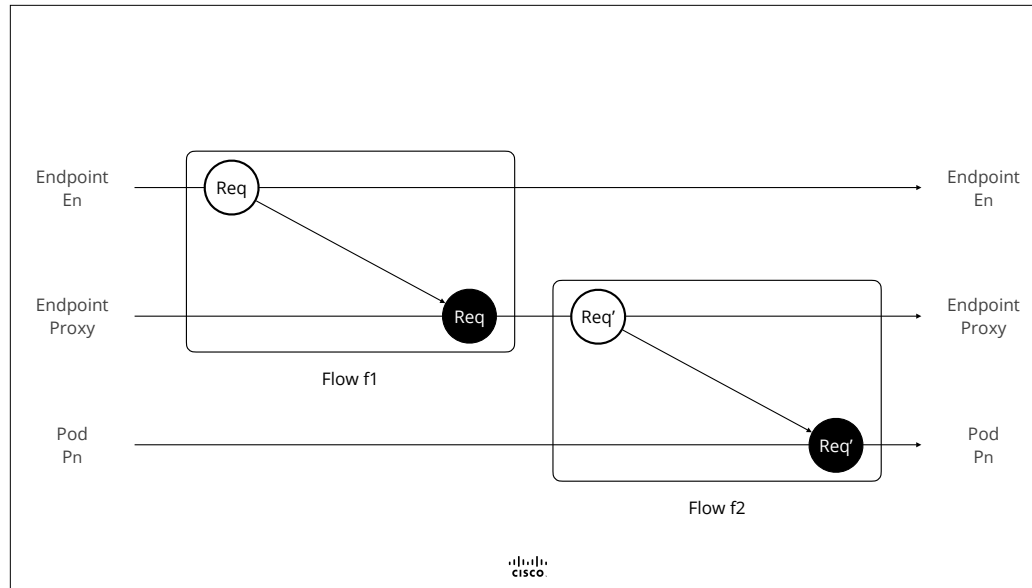 Endpoint
En
Req
Endpoint
En
Endpoint
Proxy
Req
Req’
Endpoint
Proxy
Flow f1
Pod
Pn
Req’
Pod
Pn
Flow f2
CISCO.